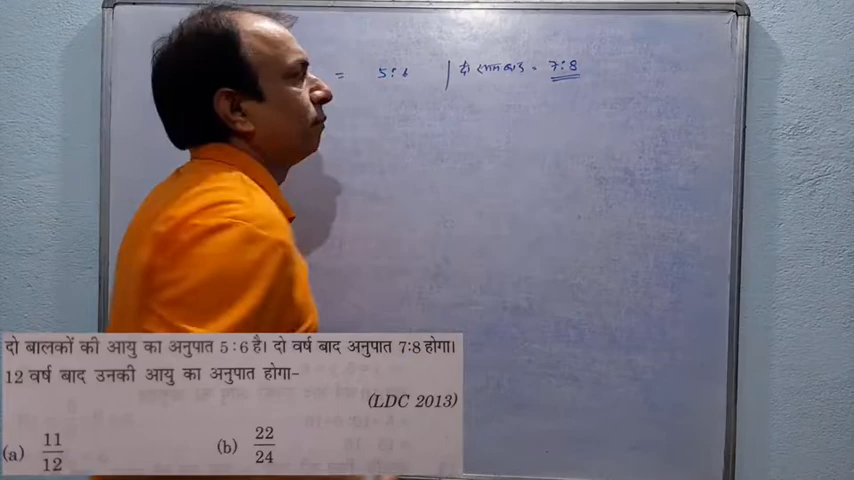 = 5:6 | दो साल बाद = 7:8
दो बालकों की आयु का अनुपात 5:6 है। दो वर्ष बाद अनुपात 7:8 होगा।
12 वर्ष बाद उनकी आयु का अनुपात होगा-
(LDC 2013)
(a) 11/12 (b) 22/24